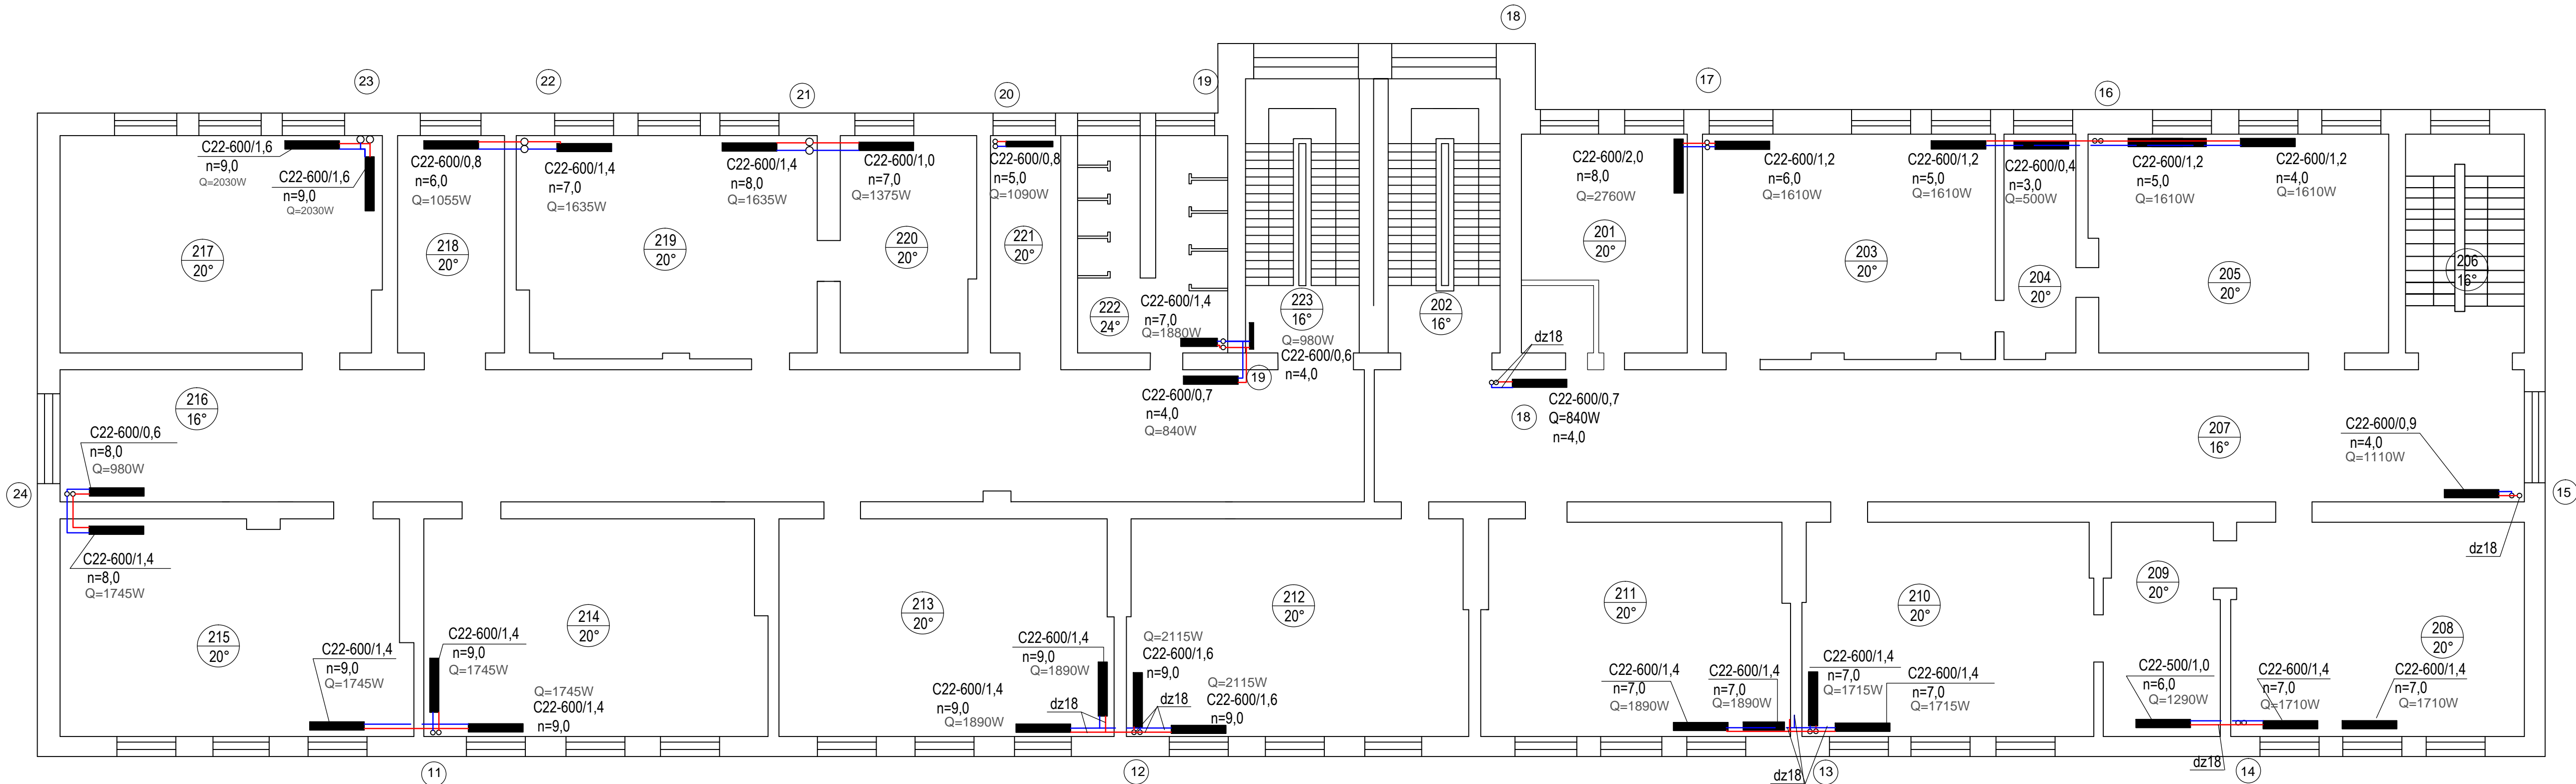 18
23
22
21
20
19
17
16
C22-600/1,6
n=9,0
Q=2030W
C22-600/1,6
n=9,0
Q=2030W
217
20°
C22-600/0,8
n=6,0
Q=1055W
218
20°
C22-600/1,4
n=7,0
Q=1635W
219
20°
C22-600/1,4
n=8,0
Q=1635W
C22-600/1,0
n=7,0
Q=1375W
220
20°
C22-600/0,8
n=5,0
Q=1090W
221
20°
222
24°
C22-600/1,4
n=7,0
Q=1880W
223
16°
Q=980W
C22-600/0,6
n=4,0
19
C22-600/0,7
n=4,0
Q=840W
202
16°
dz18
18
C22-600/0,7
Q=840W
n=4,0
C22-600/2,0
n=8,0
Q=2760W
201
20°
C22-600/1,2
n=6,0
Q=1610W
203
20°
C22-600/1,2
n=5,0
Q=1610W
C22-600/0,4
n=3,0
Q=500W
204
20°
C22-600/1,2
n=5,0
Q=1610W
C22-600/1,2
n=4,0
Q=1610W
205
20°
206
16°
216
16°
C22-600/0,6
n=8,0
Q=980W
24
C22-600/1,4
n=8,0
Q=1745W
207
16°
C22-600/0,9
n=4,0
Q=1110W
15
dz18
215
20°
C22-600/1,4
n=9,0
Q=1745W
C22-600/1,4
n=9,0
Q=1745W
214
20°
Q=1745W
C22-600/1,4
n=9,0
213
20°
C22-600/1,4
n=9,0
Q=1890W
C22-600/1,4
n=9,0
Q=1890W
dz18
Q=2115W
C22-600/1,6
n=9,0
dz18
Q=2115W
C22-600/1,6
n=9,0
212
20°
211
20°
C22-600/1,4
n=7,0
Q=1890W
C22-600/1,4
n=7,0
Q=1890W
C22-600/1,4
n=7,0
Q=1715W
210
20°
C22-600/1,4
n=7,0
Q=1715W
209
20°
C22-500/1,0
n=6,0
Q=1290W
C22-600/1,4
n=7,0
Q=1710W
208
20°
C22-600/1,4
n=7,0
Q=1710W
11
12
dz18
13
dz18
14